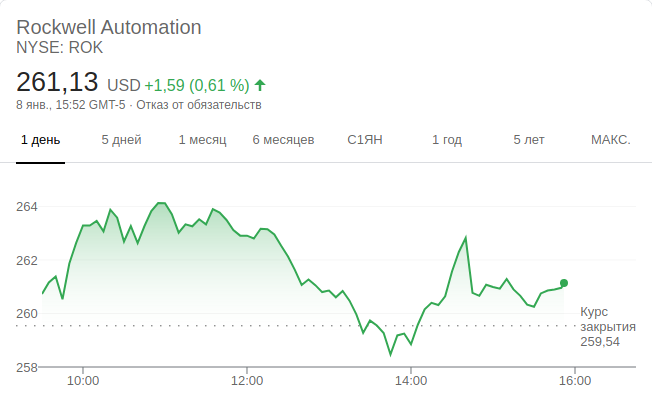 Rockwell Automation
NYSE: ROK
261,13 USD +1,59 (0,61 %)
8 янв., 15:52 GMT-5 · Отказ от обязательств
1 день 5 дней 1 месяц 6 месяцев С1ЯН 1 год 5 лет МАКС.
264
262
260
258
Курс
закрытия
259,54
10:00 12:00 14:00 16:00